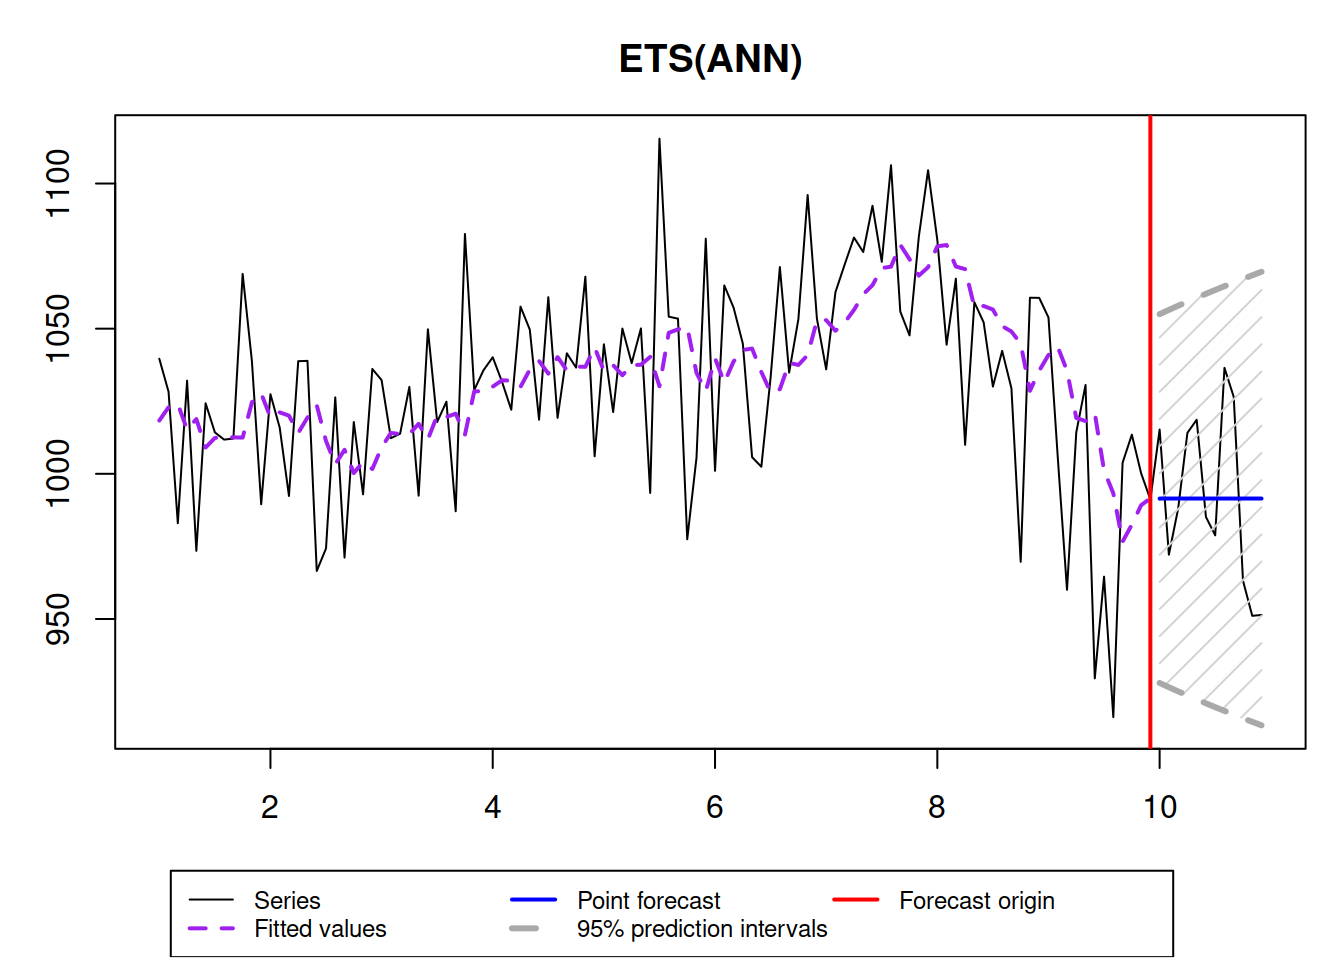 ETS(ANN)
1100
1050
1000
950
2 4 6 8 10
Series Point forecast Forecast origin
Fitted values 95% prediction intervals